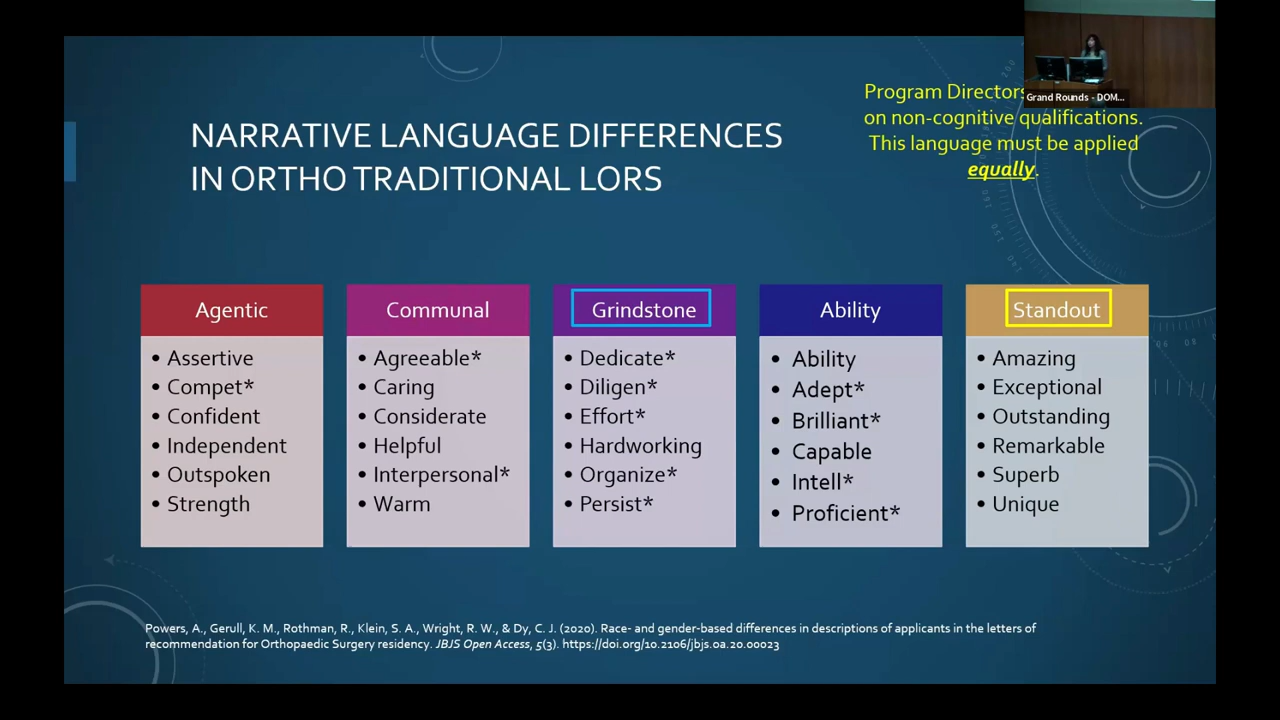 Program Directors
on non-cognitive qualifications.
This language must be applied
equally.
Grand Rounds - DOM...
NARRATIVE LANGUAGE DIFFERENCES
IN ORTHO TRADITIONAL LORS
Agentic
• Assertive
• Compet*
• Confident
• Independent
• Outspoken
• Strength
Communal
• Agreeable*
• Caring
• Considerate
• Helpful
• Interpersonal*
• Warm
Grindstone
• Dedicate*
• Diligen*
• Effort*
• Hardworking
• Organize*
• Persist*
Ability
• Ability
• Adept*
• Brilliant*
• Capable
• Intell*
• Proficient*
Standout
• Amazing
• Exceptional
• Outstanding
• Remarkable
• Superb
• Unique
Powers, A., Gerull, K. M., Rothman, R., Klein, S. A., Wright, R. W., & Dy, C. J. (2020). Race- and gender-based differences in descriptions of applicants in the letters of
recommendation for Orthopaedic Surgery residency. JBJS Open Access, 5(3). https://doi.org/10.2106/jbjs.oa.20.00023